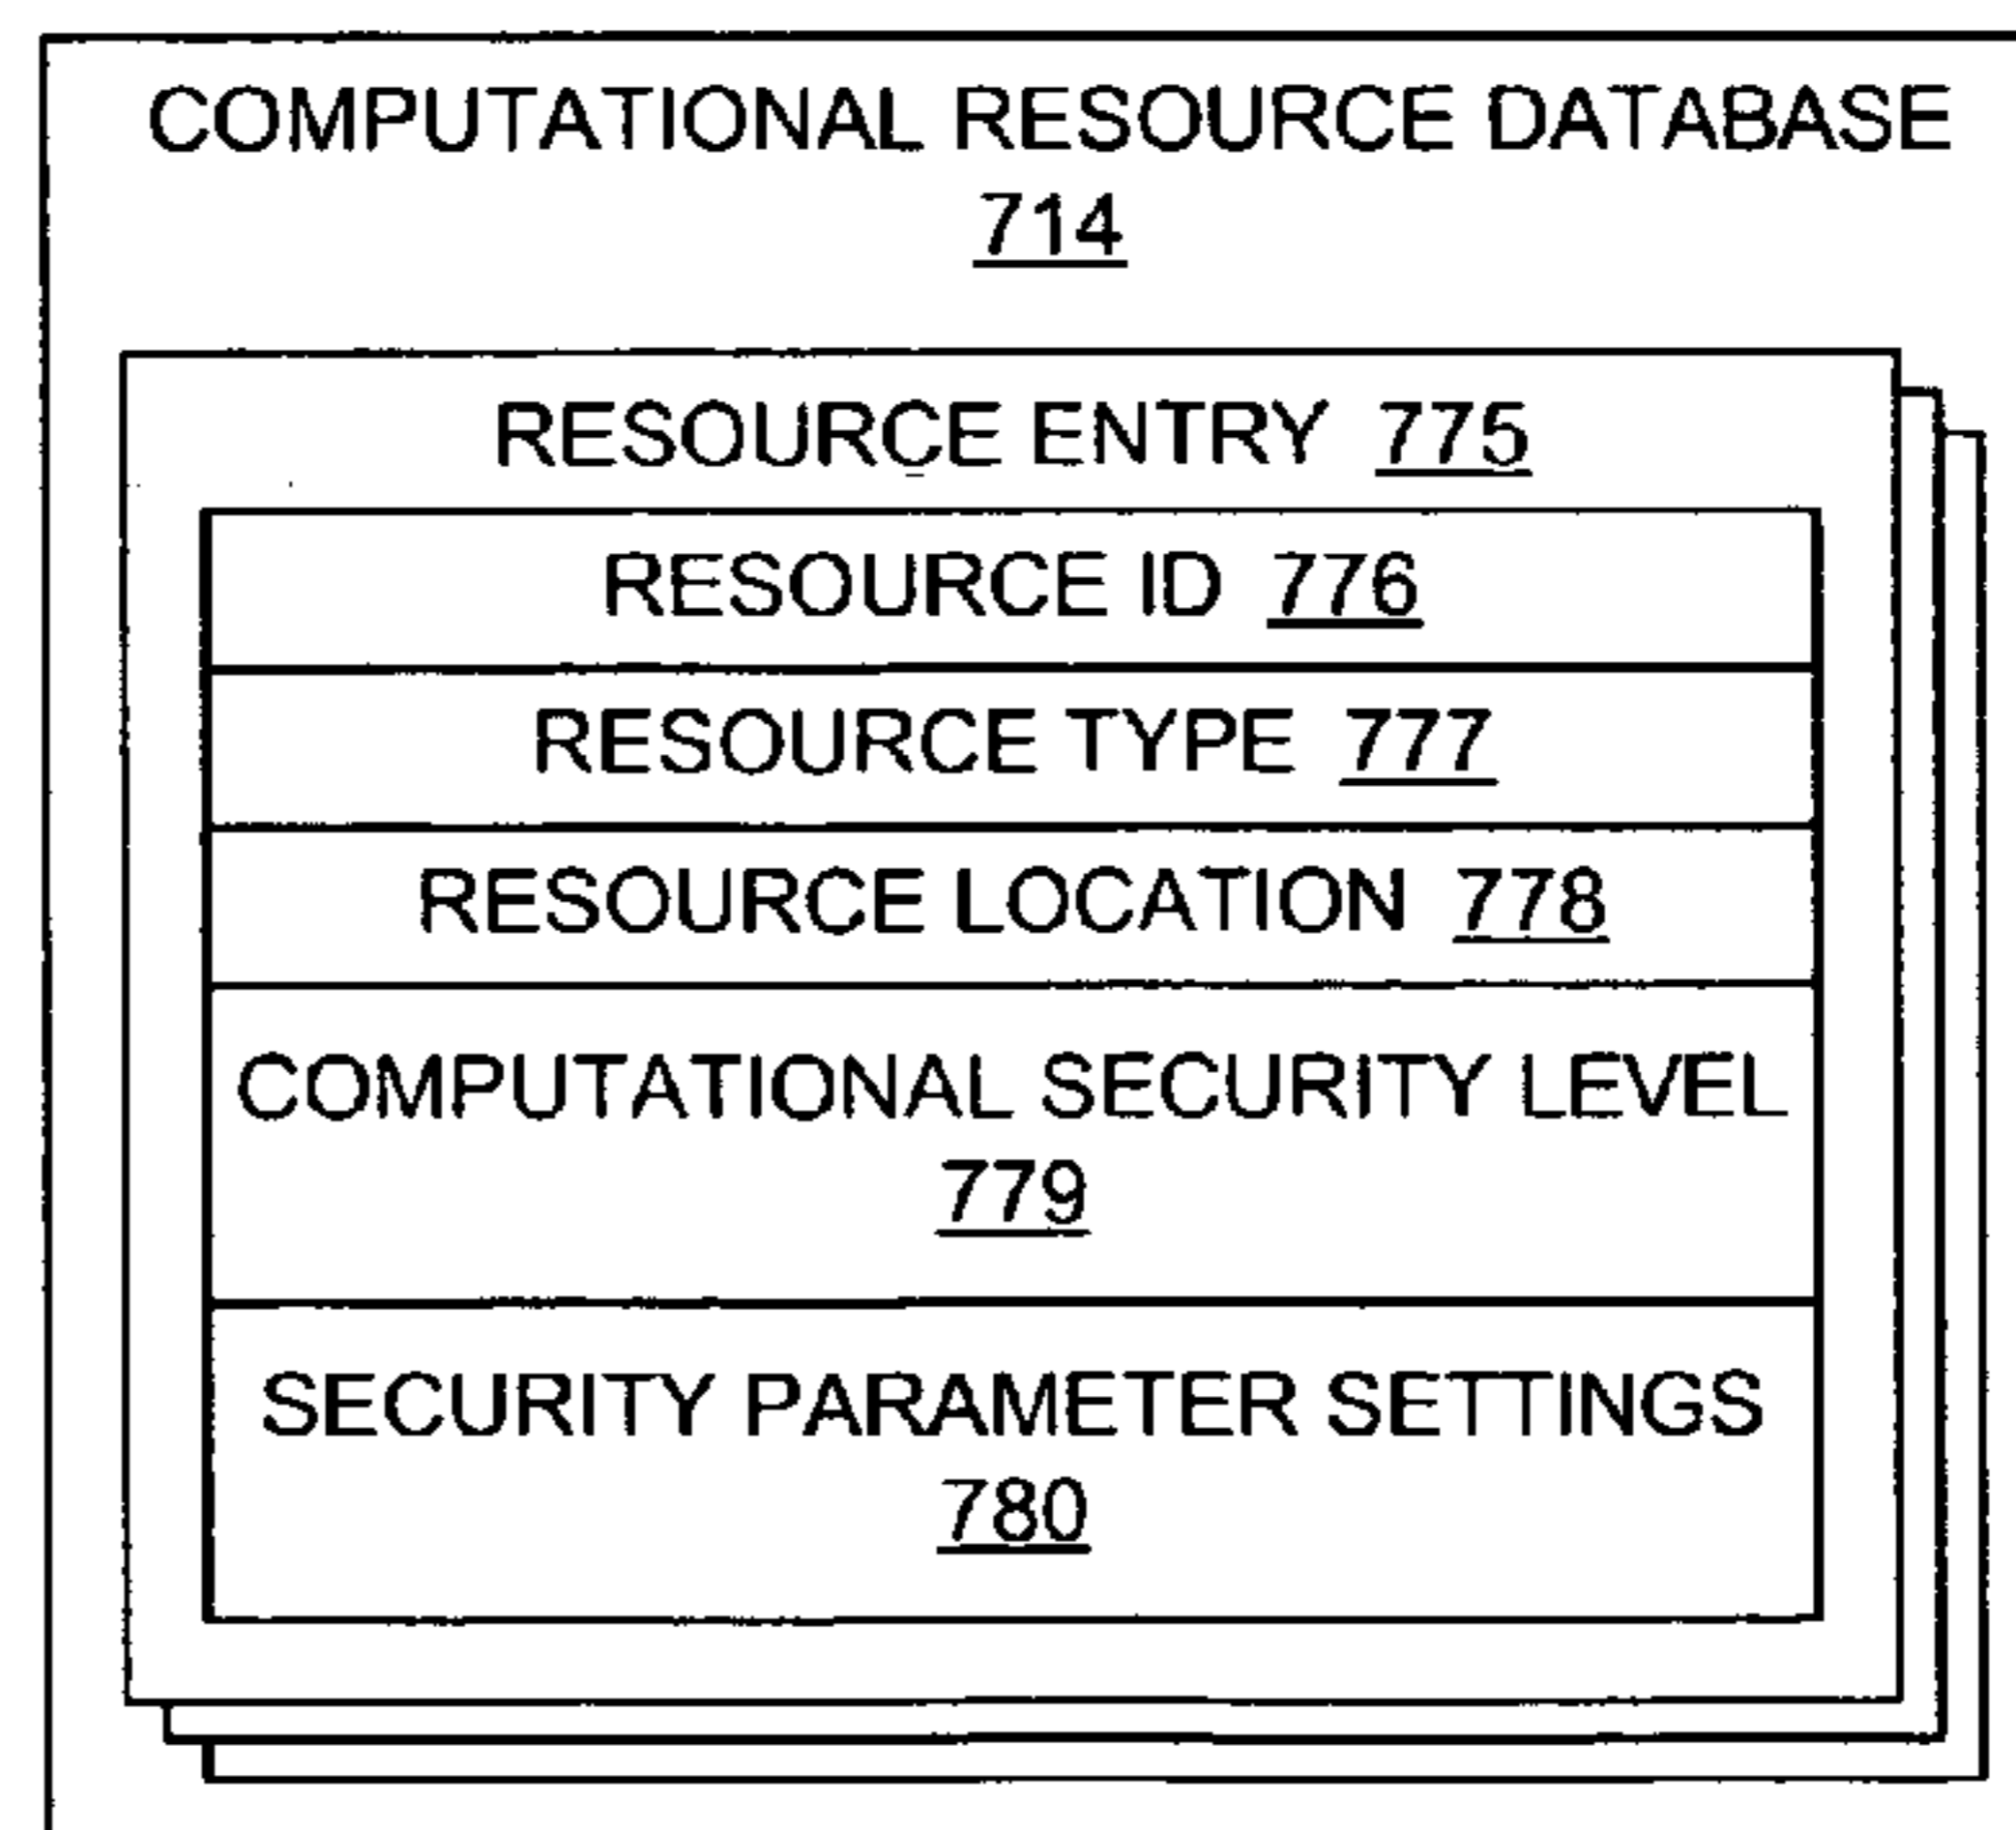 COMPUTATIONAL RESOURCE DATABASE
714
RESOURCE ENTRY 775
RESOURCE ID 776
RESOURCE TYPE 777
RESOURCE LOCATION 778
COMPUTATIONAL SECURITY LEVEL
779
SECURITY PARAMETER SETTINGS
780